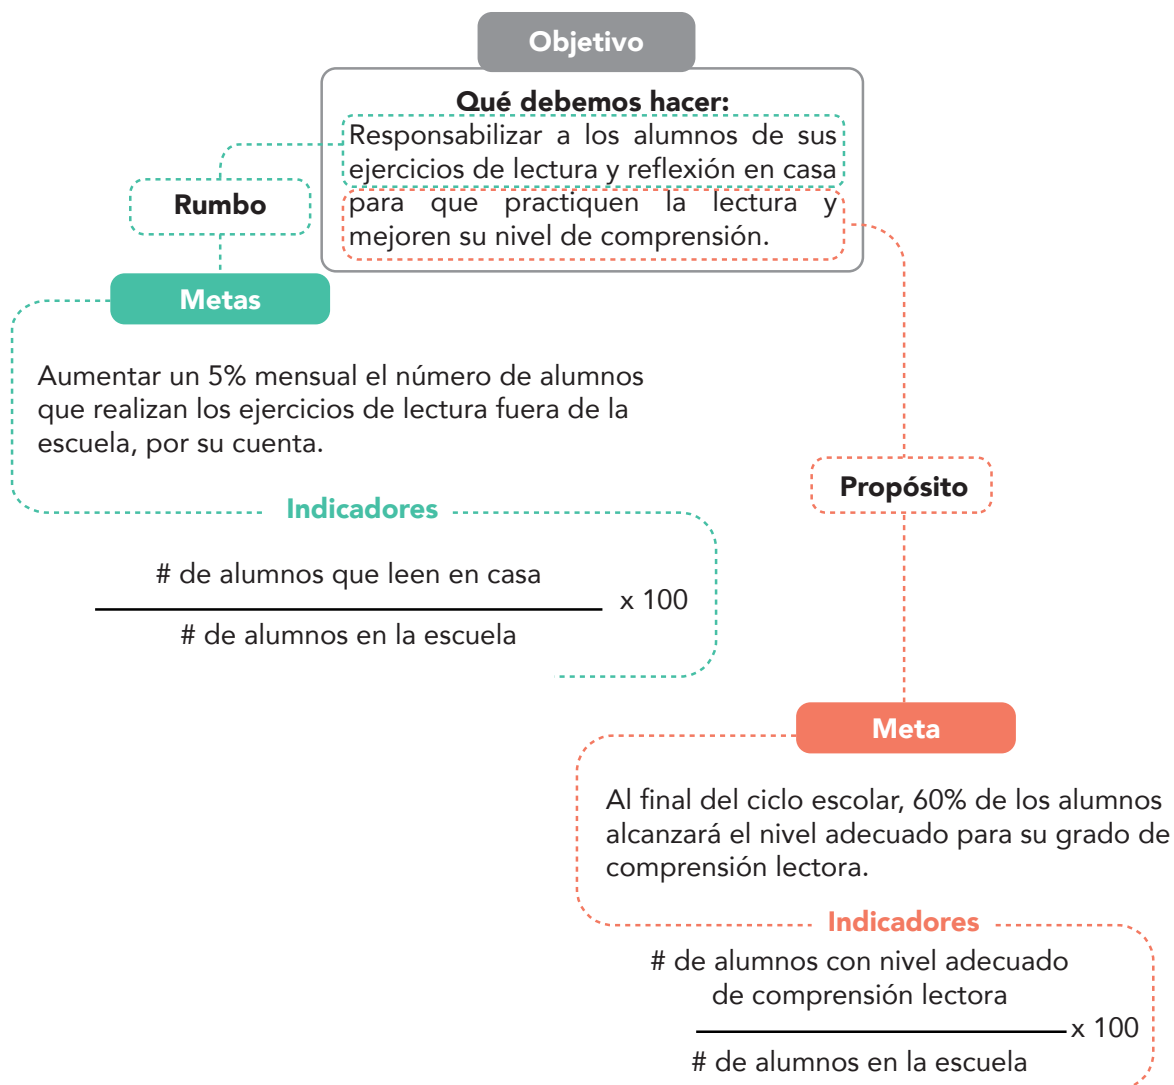 Objetivo
Qué debemos hacer:
Responsabilizar a los alumnos de sus
ejercicios de lectura y reflexión en casa
para que practiquen la lectura y
mejoren su nivel de comprensión.
Rumbo
Metas
Aumentar un 5% mensual el número de alumnos
que realizan los ejercicios de lectura fuera de la
escuela, por su cuenta.
Indicadores
# de alumnos que leen en casa
x 100
# de alumnos en la escuela
Propósito
Meta
Al final del ciclo escolar, 60% de los alumnos
alcanzará el nivel adecuado para su grado de
comprensión lectora.
Indicadores
# de alumnos con nivel adecuado
de comprensión lectora
x 100
# de alumnos en la escuela